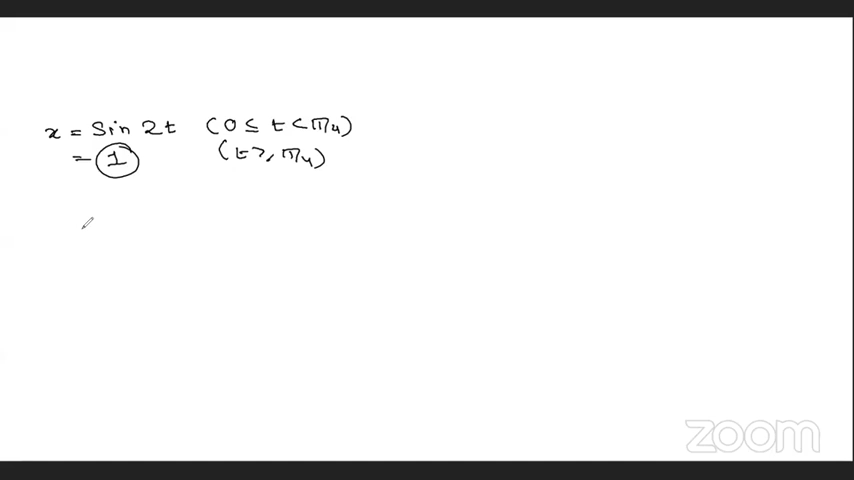 x = Sin 2t (0 ≤ t < π/4)
= 1 (t ≥ π/4)
zoom